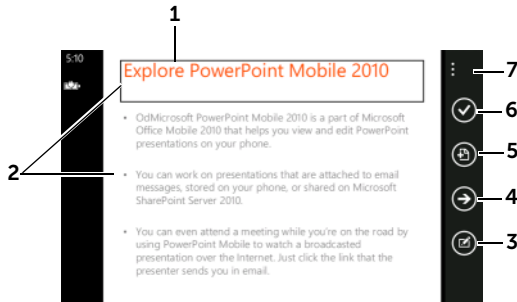 1
5:10
Explore PowerPoint Mobile 2010
7
6
• OdMicrosoft PowerPoint Mobile 2010 is a part of Microsoft
Office Mobile 2010 that helps you view and edit PowerPoint
presentations on your phone.
5
2
• You can work on presentations that are attached to email
messages, stored on your phone, or shared on Microsoft
SharePoint Server 2010.
4
3
• You can even attend a meeting while you're on the road by
using PowerPoint Mobile to watch a broadcasted
presentation over the Internet. Just click the link that the
presenter sends you in email.